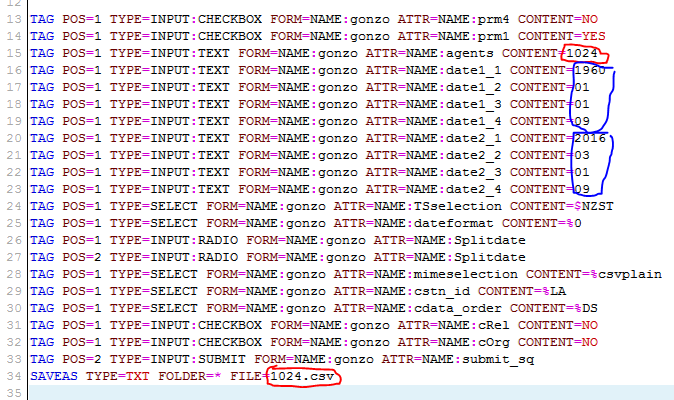 12
13 TAG POS=1 TYPE=INPUT:CHECKBOX FORM=NAME:gonzo ATTR=NAME:prm4 CONTENT=NO
14 TAG POS=1 TYPE=INPUT:CHECKBOX FORM=NAME:gonzo ATTR=NAME:prm1 CONTENT=YES
15 TAG POS=1 TYPE=INPUT:TEXT FORM=NAME:gonzo ATTR=NAME:agents CONTENT=1024
16 TAG POS=1 TYPE=INPUT:TEXT FORM=NAME:gonzo ATTR=NAME:date1_1 CONTENT=1960
17 TAG POS=1 TYPE=INPUT:TEXT FORM=NAME:gonzo ATTR=NAME:date1_2 CONTENT=01
18 TAG POS=1 TYPE=INPUT:TEXT FORM=NAME:gonzo ATTR=NAME:date1_3 CONTENT=01
19 TAG POS=1 TYPE=INPUT:TEXT FORM=NAME:gonzo ATTR=NAME:date1_4 CONTENT=09
20 TAG POS=1 TYPE=INPUT:TEXT FORM=NAME:gonzo ATTR=NAME:date2_1 CONTENT=2016
21 TAG POS=1 TYPE=INPUT:TEXT FORM=NAME:gonzo ATTR=NAME:date2_2 CONTENT=03
22 TAG POS=1 TYPE=INPUT:TEXT FORM=NAME:gonzo ATTR=NAME:date2_3 CONTENT=01
23 TAG POS=1 TYPE=INPUT:TEXT FORM=NAME:gonzo ATTR=NAME:date2_4 CONTENT=09
24 TAG POS=1 TYPE=SELECT FORM=NAME:gonzo ATTR=NAME:TSselection CONTENT=$NZST
25 TAG POS=1 TYPE=SELECT FORM=NAME:gonzo ATTR=NAME:dateformat CONTENT=%0
26 TAG POS=1 TYPE=INPUT:RADIO FORM=NAME:gonzo ATTR=NAME:Splitdate
27 TAG POS=2 TYPE=INPUT:RADIO FORM=NAME:gonzo ATTR=NAME:Splitdate
28 TAG POS=1 TYPE=SELECT FORM=NAME:gonzo ATTR=NAME:mimeselection CONTENT=%csvplain
29 TAG POS=1 TYPE=SELECT FORM=NAME:gonzo ATTR=NAME:cstn_id CONTENT=%LA
30 TAG POS=1 TYPE=SELECT FORM=NAME:gonzo ATTR=NAME:cdata_order CONTENT=%DS
31 TAG POS=1 TYPE=INPUT:CHECKBOX FORM=NAME:gonzo ATTR=NAME:cRel CONTENT=NO
32 TAG POS=1 TYPE=INPUT:CHECKBOX FORM=NAME:gonzo ATTR=NAME:cOrg CONTENT=NO
33 TAG POS=2 TYPE=INPUT:SUBMIT FORM=NAME:gonzo ATTR=NAME:submit_sq
34 SAVEAS TYPE=TXT FOLDER=* FILE=1024.csv
35